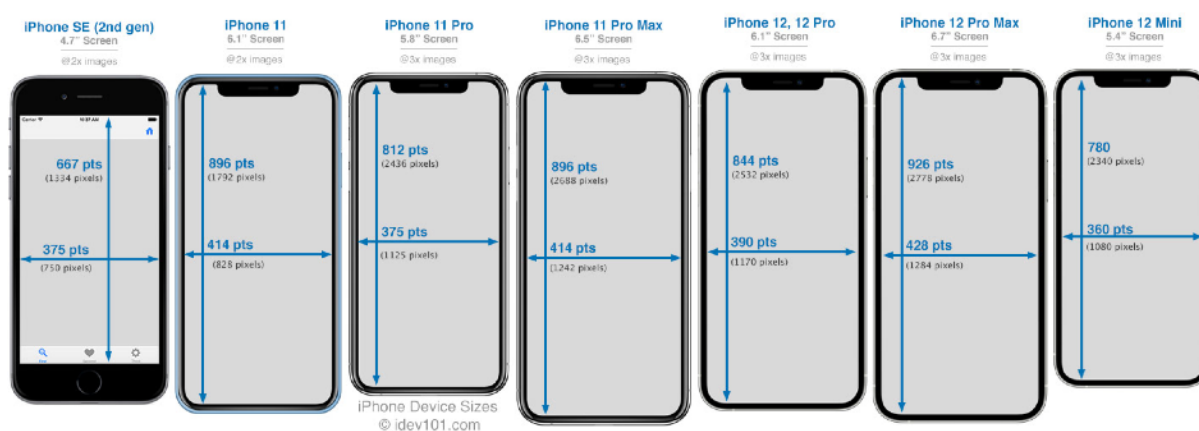 iPhone SE (2nd gen)
4.7" Screen
@2x images
iPhone 11
6.1" Screen
@2x images
iPhone 11 Pro
5.8" Screen
@3x images
iPhone 11 Pro Max
6.5" Screen
@3x images
iPhone 12, 12 Pro
6.1" Screen
@3x images
iPhone 12 Pro Max
6.7" Screen
@3x images
iPhone 12 Mini
5.4" Screen
@3x images
Carrier
667 pts
(1334 pixels)
375 pts
(750 pixels)
896 pts
(1792 pixels)
414 pts
(828 pixels)
812 pts
(2436 pixels)
375 pts
(1125 pixels)
896 pts
(2688 pixels)
414 pts
(1242 pixels)
844 pts
(2532 pixels)
390 pts
(1170 pixels)
926 pts
(2778 pixels)
428 pts
(1284 pixels)
780
(2340 pixels)
360 pts
(1080 pixels)
iPhone Device Sizes
© idev101.com